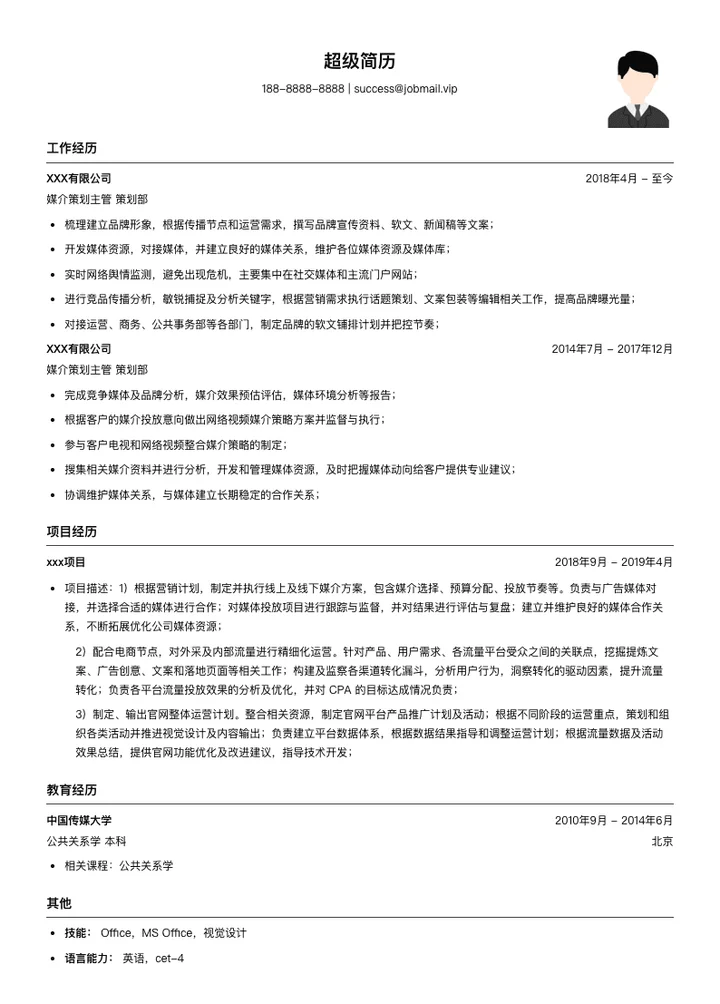 超级简历
188-8888-8888 | success@jobmail.vip
工作经历
XXX有限公司 2018年4月 – 至今
媒介策划主管 策划部
• 梳理建立品牌形象，根据传播节点和运营需求，撰写品牌宣传资料、软文、新闻稿等文案；
• 开发媒体资源，对接媒体，并建立良好的媒体关系，维护各位媒体资源及媒体库；
• 实时网络舆情监测，避免出现危机，主要集中在社交媒体和主流门户网站；
• 进行竞品传播分析，敏锐捕捉及分析关键字，根据营销需求执行话题策划、文案包装等编辑相关工作，提高品牌曝光量；
• 对接运营、商务、公共事务部等各部门，制定品牌的软文铺排计划并把控节奏；
XXX有限公司 2014年7月 – 2017年12月
媒介策划主管 策划部
• 完成竞争媒体及品牌分析，媒介效果预估评估，媒体环境分析等报告；
• 根据客户的媒介投放意向做出网络视频媒介策略方案并监督与执行；
• 参与客户电视和网络视频整合媒介策略的制定；
• 搜集相关媒介资料并进行分析，开发和管理媒体资源，及时把握媒体动向给客户提供专业建议；
• 协调维护媒体关系，与媒体建立长期稳定的合作关系；
项目经历
xxx项目 2018年9月 – 2019年4月
• 项目描述：1）根据营销计划，制定并执行线上及线下媒介方案，包含媒介选择、预算分配、投放节奏等。负责与广告媒体对
接，并选择合适的媒体进行合作；对媒体投放项目进行跟踪与监督，并对结果进行评估与复盘；建立并维护良好的媒体合作关
系，不断拓展优化公司媒体资源；
2）配合电商节点，对外采及内部流量进行精细化运营。针对产品、用户需求、各流量平台受众之间的关联点，挖掘提炼文
案、广告创意、文案和落地页面等相关工作；构建及监察各渠道转化漏斗，分析用户行为，洞察转化的驱动因素，提升流量
转化；负责各平台流量投放效果的分析及优化，并对 CPA 的目标达成情况负责；
3）制定、输出官网整体运营计划。整合相关资源，制定官网平台产品推广计划及活动；根据不同阶段的运营重点，策划和组
织各类活动并推进视觉设计及内容输出；负责建立平台数据体系，根据数据结果指导和调整运营计划；根据流量数据及活动
效果总结，提供官网功能优化及改进建议，指导技术开发；
教育经历
中国传媒大学 2010年9月 – 2014年6月
公共关系学 本科 北京
• 相关课程：公共关系学
其他
• 技能： Office，MS Office，视觉设计
• 语言能力： 英语，cet-4